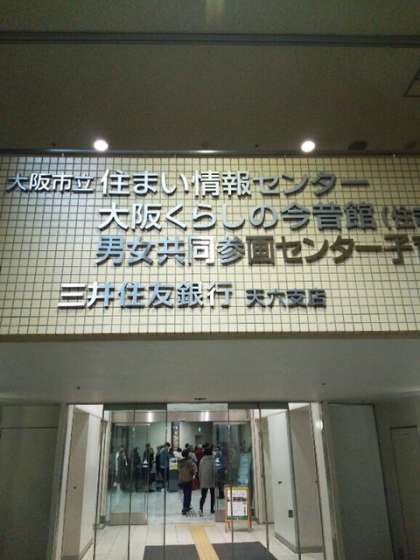 大阪市立 住まい情報センター
大阪くらしの今昔館(住
男女共同参画センター子
三井住友銀行 天六支店